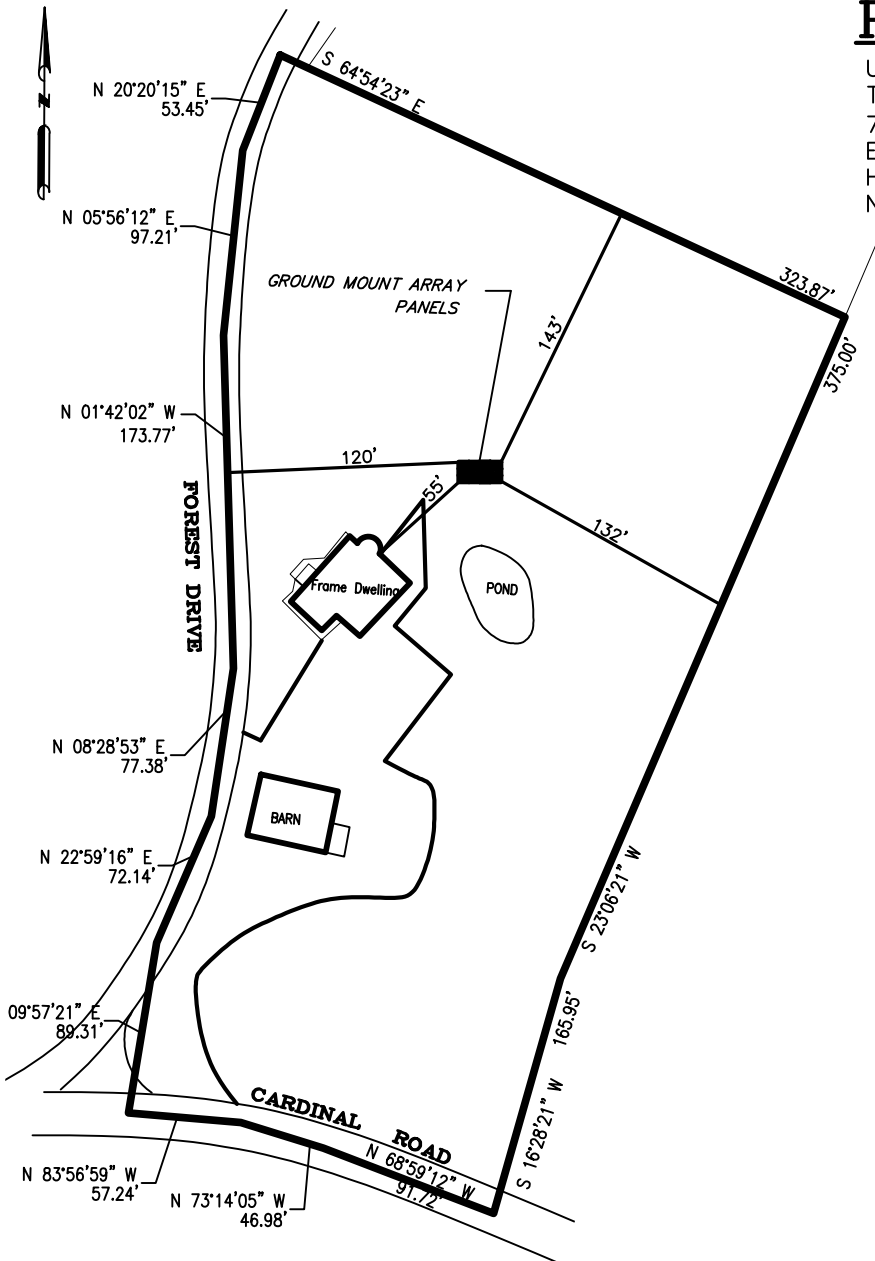 N
S 64°54'23" E
N 20°20'15" E
53.45'
N 05°56'12" E
97.21'
323.87'
GROUND MOUNT ARRAY
PANELS
143'
375.00'
N 01°42'02" W
173.77'
120'
55'
132'
FOREST DRIVE
Frame Dwelling
POND
N 08°28'53" E
77.38'
BARN
N 22°59'16" E
72.14'
S 23°06'21" W
09°57'21" E
89.31'
165.95'
S 16°28'21" W
CARDINAL ROAD
N 83°56'59" W
57.24'
N 68°59'12" W
91.72'
N 73°14'05" W
46.98'